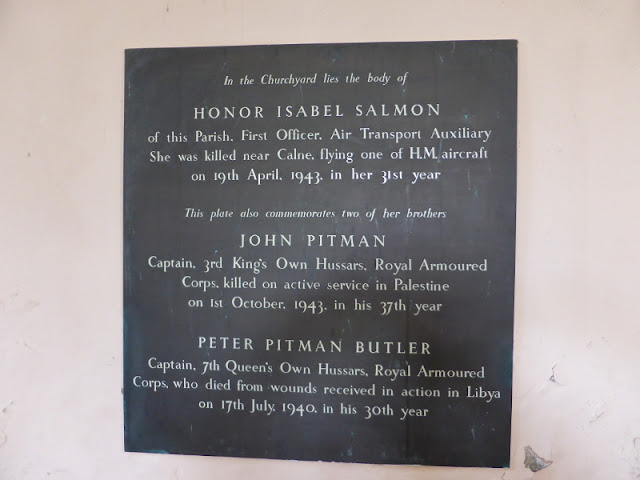 In the Churchyard lies the body of
HONOR ISABEL SALMON
of this Parish, First Officer, Air Transport Auxiliary
She was killed near Calne, flying one of H.M. aircraft
on 19th April, 1943, in her 31st year
This plate also commemorates two of her brothers
JOHN PITMAN
Captain, 3rd King's Own Hussars, Royal Armoured
Corps, killed on active service in Palestine
on 1st October, 1943, in his 37th year
PETER PITMAN BUTLER
Captain, 7th Queen's Own Hussars, Royal Armoured
Corps, who died from wounds received in action in Libya
on 17th July, 1940, in his 30th year